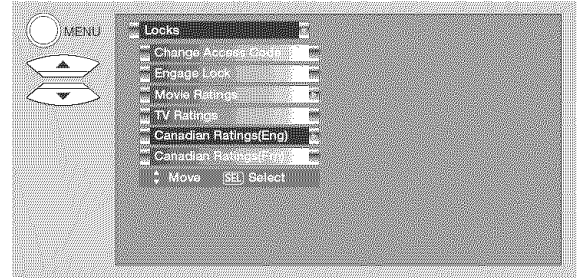 MENU
Locks
Change Access Code
Engage Lock
Movie Ratings
TV Ratings
Canadian Ratings(Eng)
Canadian Ratings(Frn)
Move SEL Select